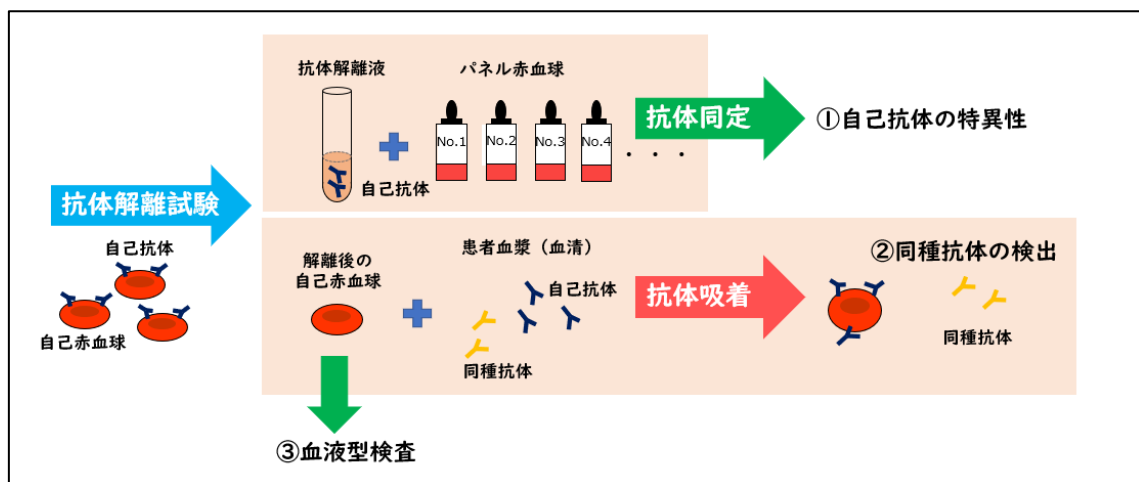 抗体解離液
パネル赤血球
No.1
No.2
No.3
No.4
・・・
自己抗体
抗体同定
①自己抗体の特異性
抗体解離試験
自己抗体
自己赤血球
解離後の
自己赤血球
患者血漿（血清）
自己抗体
同種抗体
抗体吸着
②同種抗体の検出
同種抗体
③血液型検査